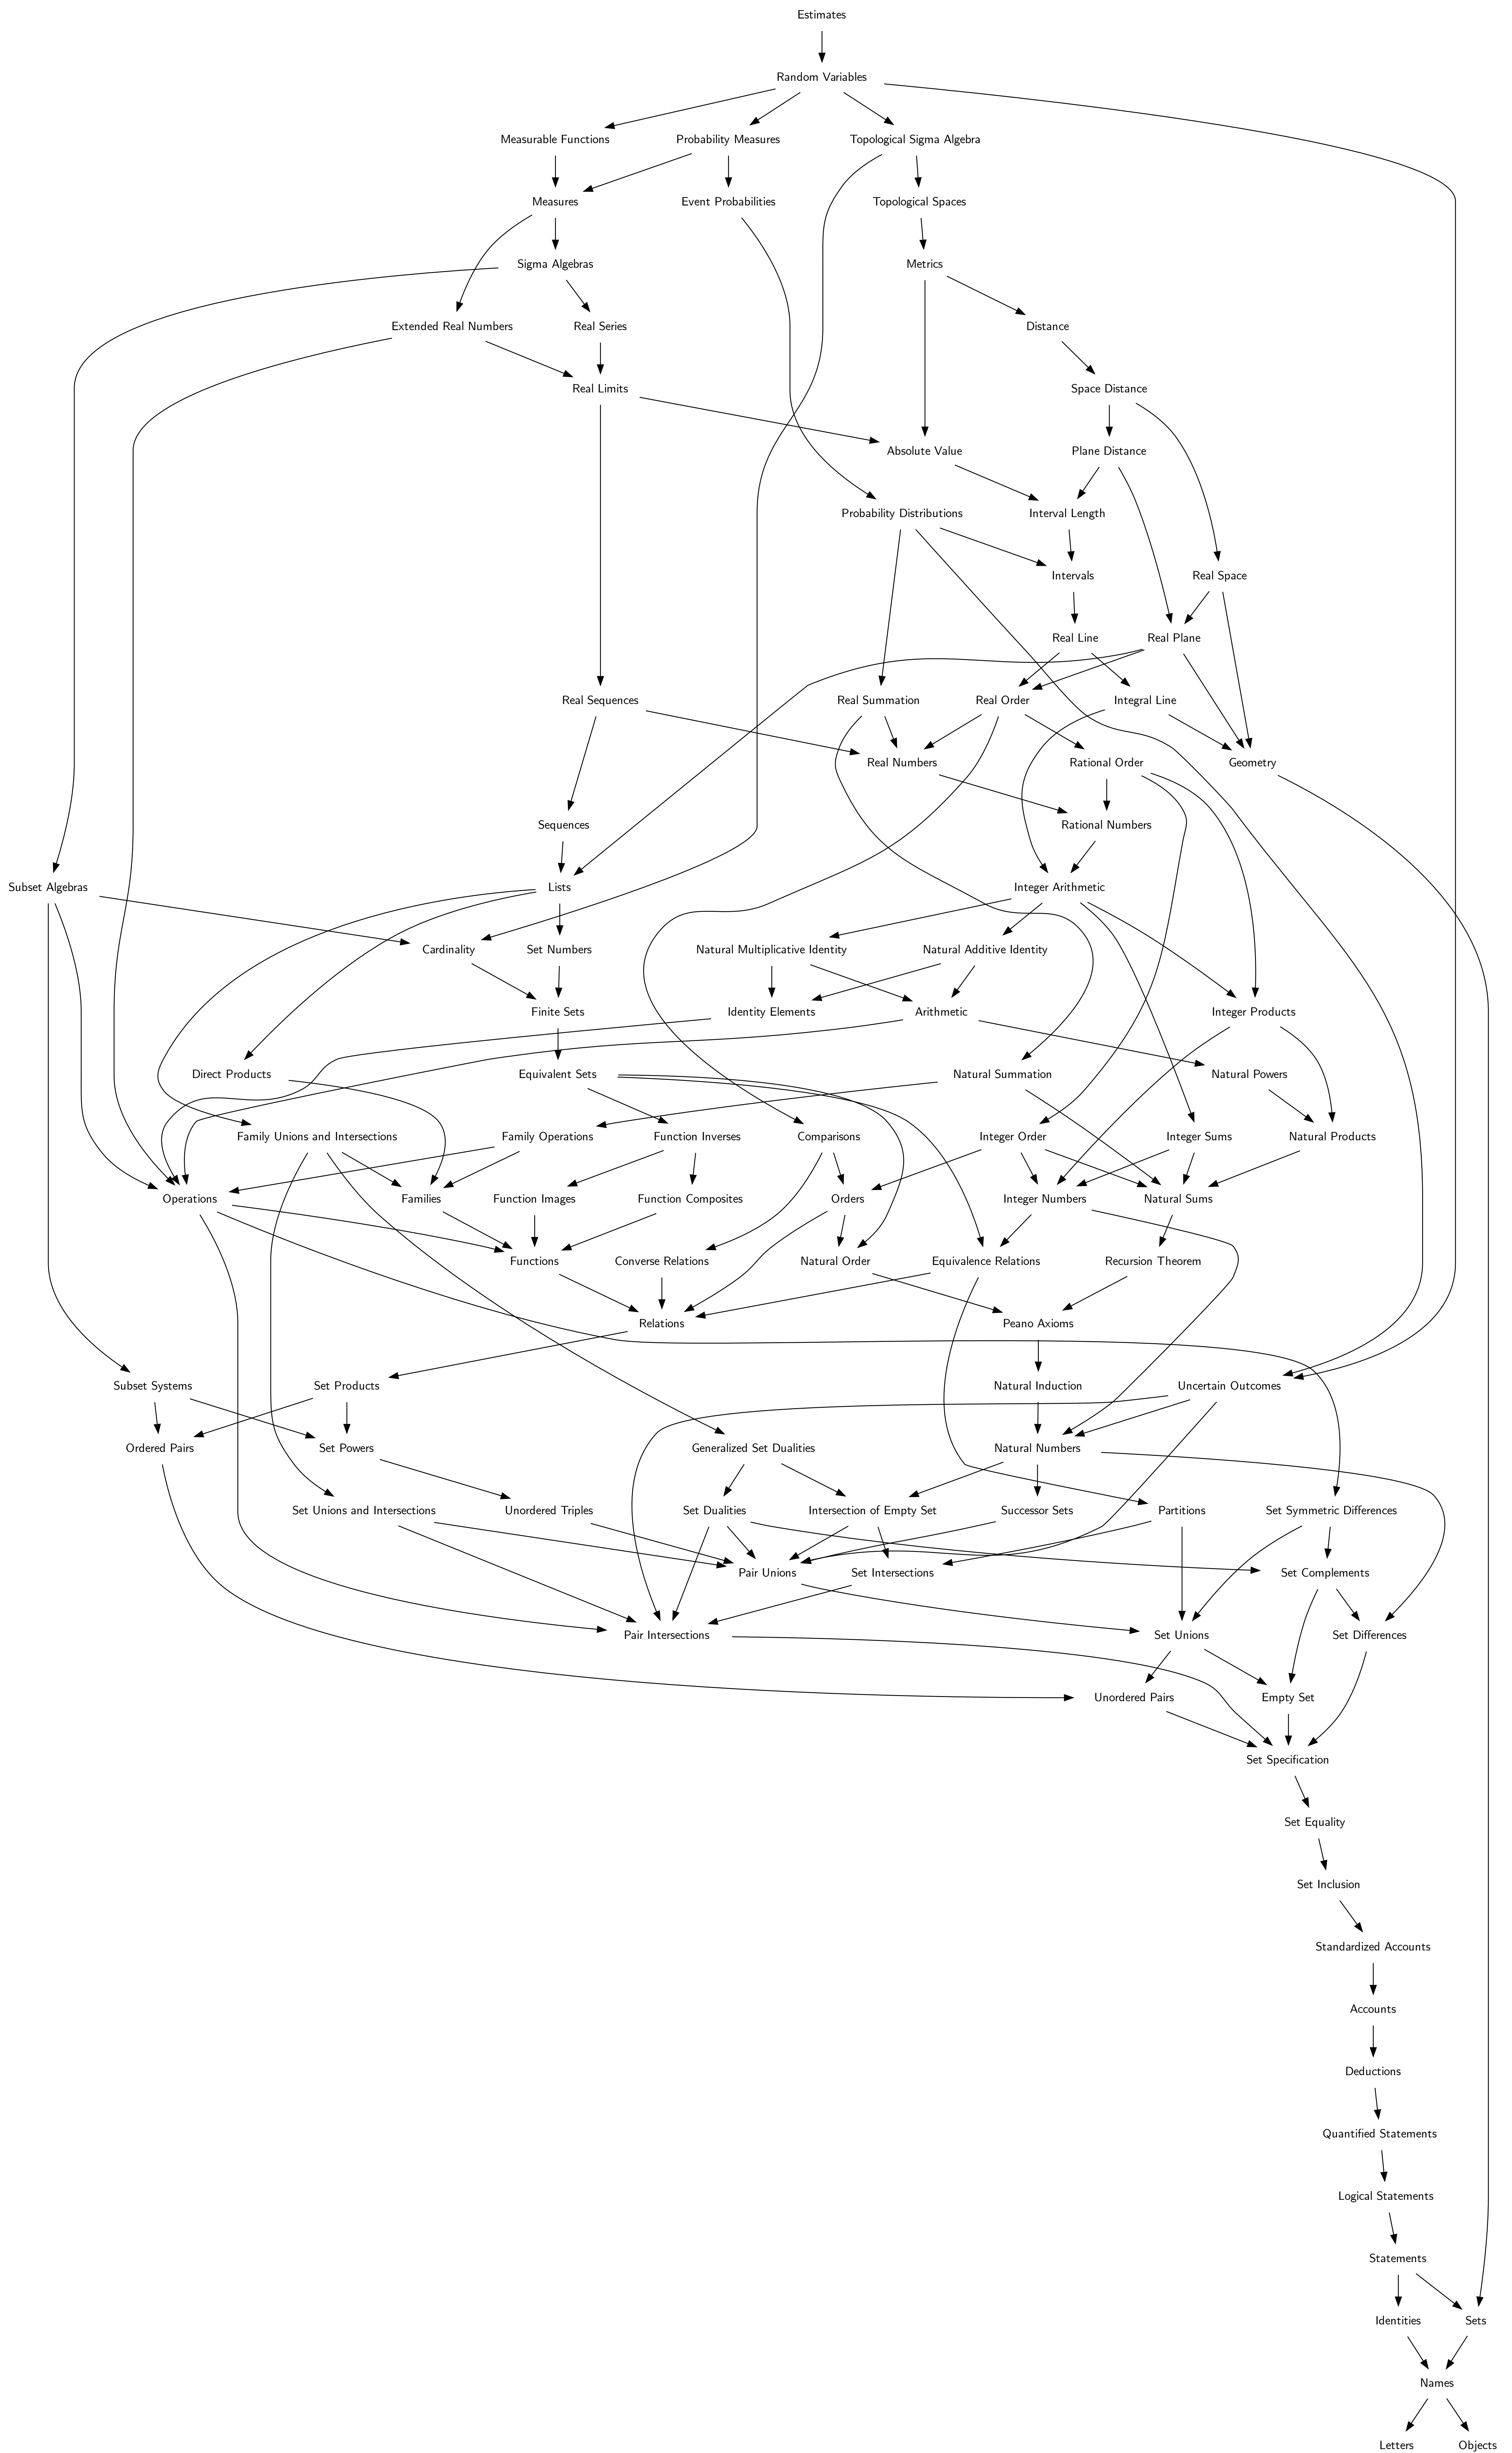 Estimates
Random Variables
Measurable Functions
Probability Measures
Topological Sigma Algebra
Measures
Event Probabilities
Topological Spaces
Sigma Algebras
Metrics
Extended Real Numbers
Real Series
Distance
Real Limits
Space Distance
Absolute Value
Plane Distance
Probability Distributions
Interval Length
Intervals
Real Space
Real Line
Real Plane
Real Sequences
Real Summation
Real Order
Integral Line
Real Numbers
Rational Order
Geometry
Sequences
Rational Numbers
Subset Algebras
Lists
Integer Arithmetic
Cardinality
Set Numbers
Natural Multiplicative Identity
Natural Additive Identity
Finite Sets
Identity Elements
Arithmetic
Integer Products
Direct Products
Equivalent Sets
Natural Summation
Natural Powers
Family Unions and Intersections
Family Operations
Function Inverses
Comparisons
Integer Order
Integer Sums
Natural Products
Operations
Families
Function Images
Function Composites
Orders
Integer Numbers
Natural Sums
Functions
Converse Relations
Natural Order
Equivalence Relations
Recursion Theorem
Relations
Peano Axioms
Subset Systems
Set Products
Natural Induction
Uncertain Outcomes
Ordered Pairs
Set Powers
Generalized Set Dualities
Natural Numbers
Set Unions and Intersections
Unordered Triples
Set Dualities
Intersection of Empty Set
Successor Sets
Partitions
Set Symmetric Differences
Pair Unions
Set Intersections
Set Complements
Pair Intersections
Set Unions
Set Differences
Unordered Pairs
Empty Set
Set Specification
Set Equality
Set Inclusion
Standardized Accounts
Accounts
Deductions
Quantified Statements
Logical Statements
Statements
Identities
Sets
Names
Letters
Objects